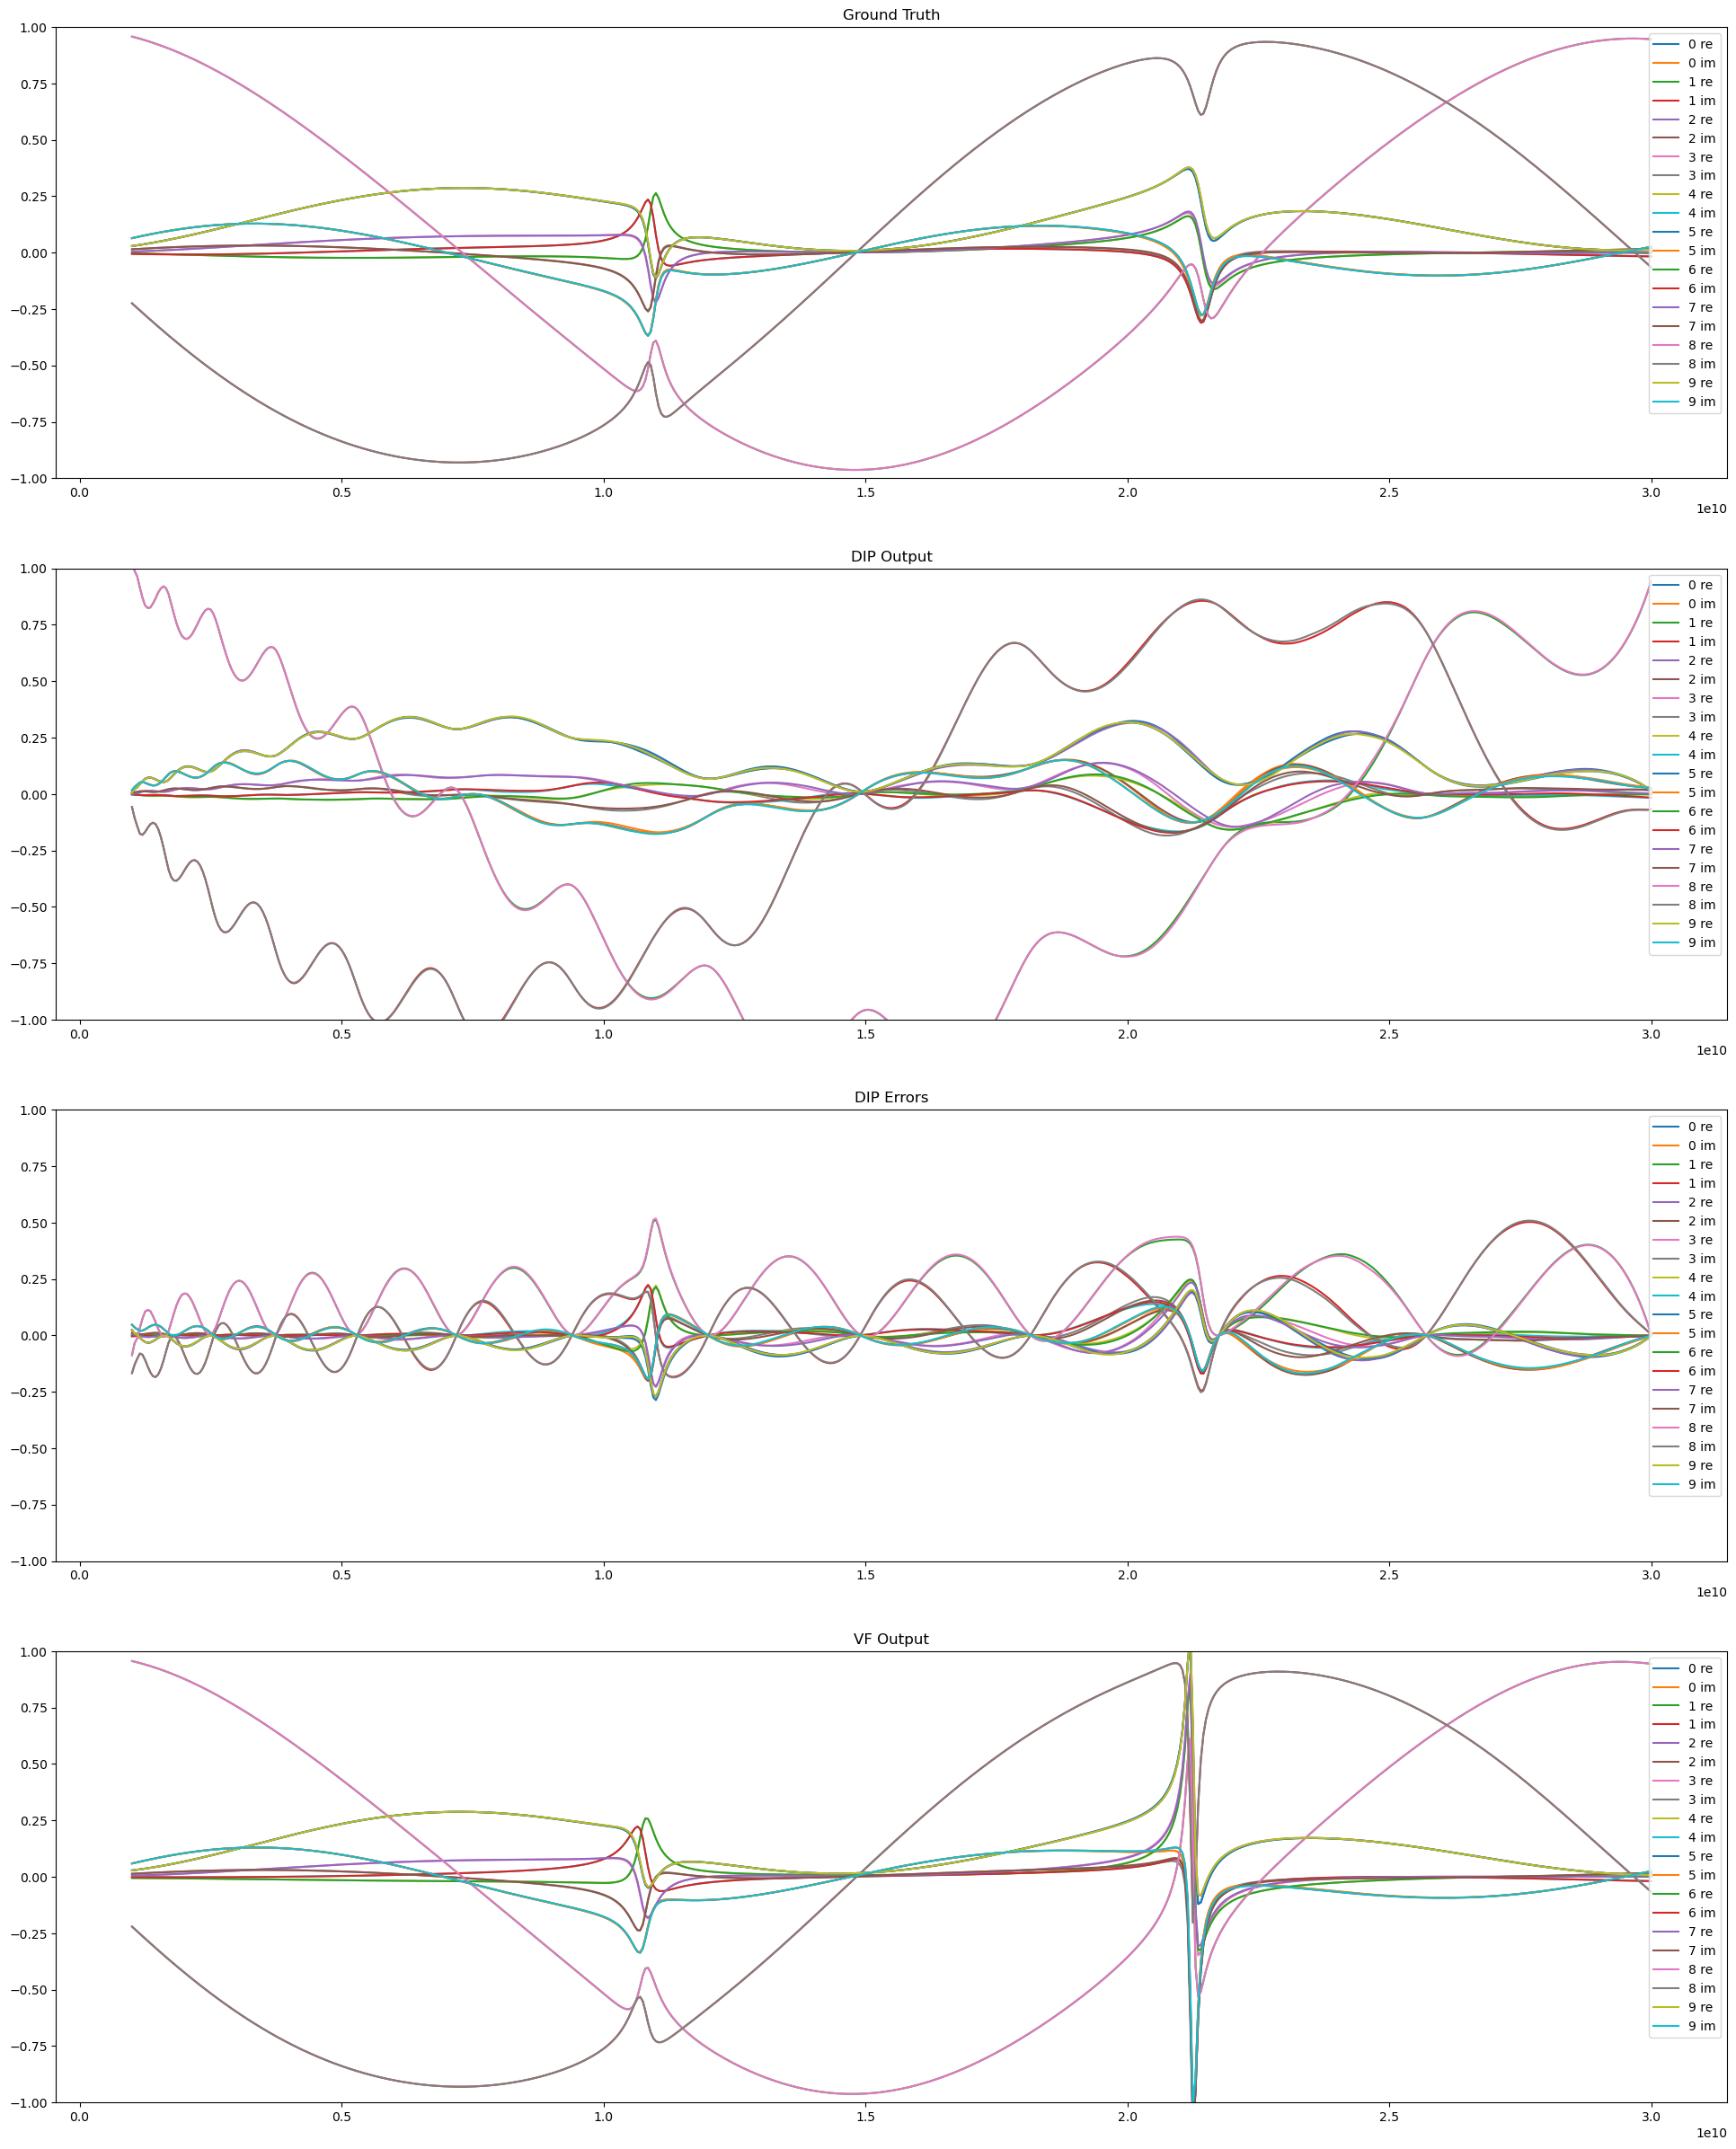 Ground Truth
1.00
0.75
0.50
0.25
0.00
−0.25
−0.50
−0.75
−1.00
0.0 0.5 1.0 1.5 2.0 2.5 3.0
1e10
0 re
0 im
1 re
1 im
2 re
2 im
3 re
3 im
4 re
4 im
5 re
5 im
6 re
6 im
7 re
7 im
8 re
8 im
9 re
9 im
DIP Output
1.00
0.75
0.50
0.25
0.00
−0.25
−0.50
−0.75
−1.00
0.0 0.5 1.0 1.5 2.0 2.5 3.0
1e10
0 re
0 im
1 re
1 im
2 re
2 im
3 re
3 im
4 re
4 im
5 re
5 im
6 re
6 im
7 re
7 im
8 re
8 im
9 re
9 im
DIP Errors
1.00
0.75
0.50
0.25
0.00
−0.25
−0.50
−0.75
−1.00
0.0 0.5 1.0 1.5 2.0 2.5 3.0
1e10
0 re
0 im
1 re
1 im
2 re
2 im
3 re
3 im
4 re
4 im
5 re
5 im
6 re
6 im
7 re
7 im
8 re
8 im
9 re
9 im
VF Output
1.00
0.75
0.50
0.25
0.00
−0.25
−0.50
−0.75
−1.00
0.0 0.5 1.0 1.5 2.0 2.5 3.0
1e10
0 re
0 im
1 re
1 im
2 re
2 im
3 re
3 im
4 re
4 im
5 re
5 im
6 re
6 im
7 re
7 im
8 re
8 im
9 re
9 im